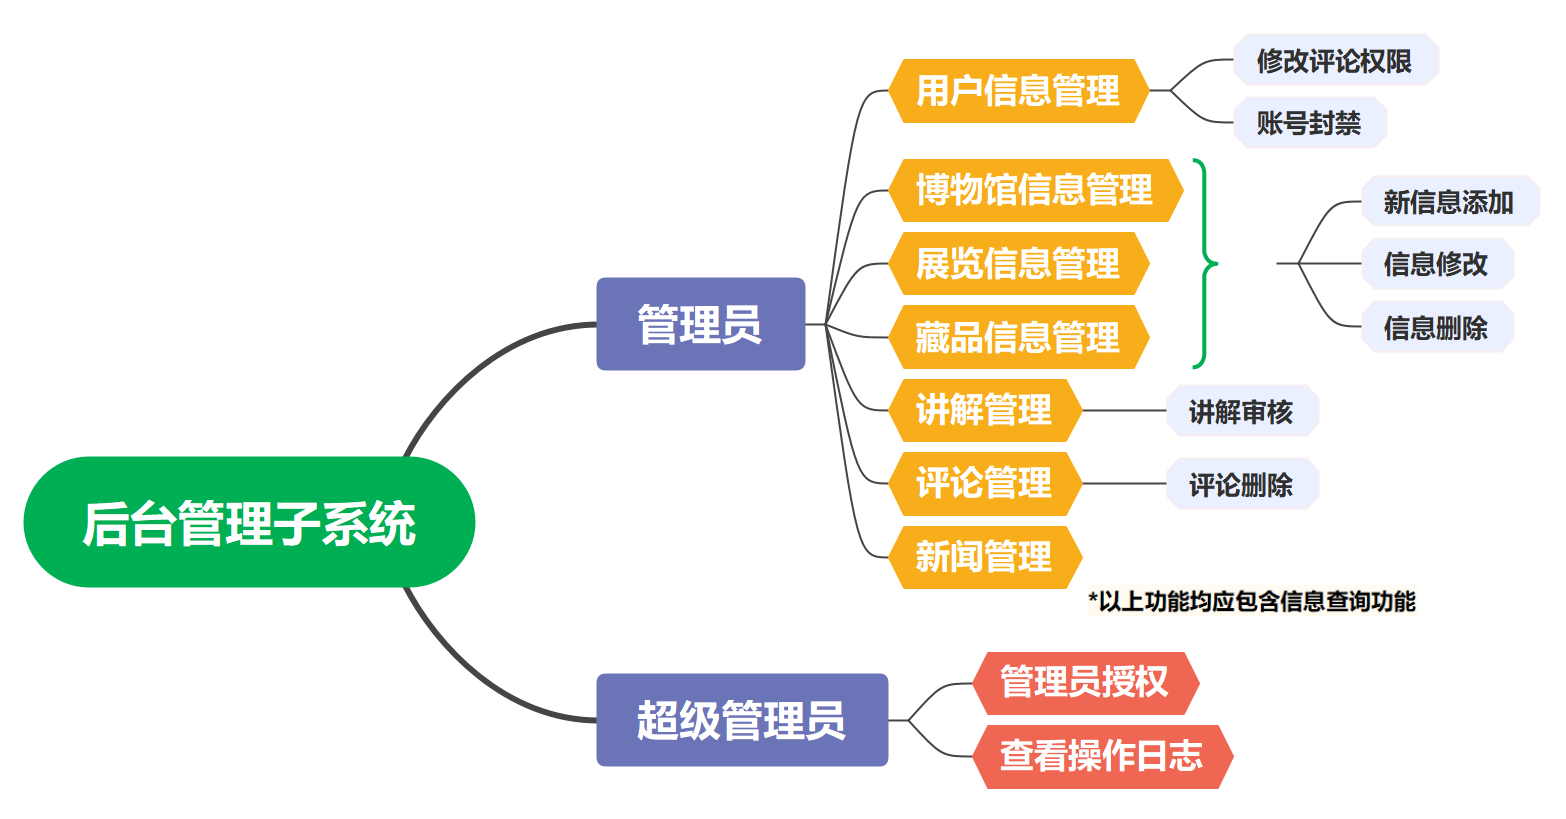 后台管理子系统
管理员
用户信息管理
修改评论权限
账号封禁
博物馆信息管理
展览信息管理
藏品信息管理
新信息添加
信息修改
信息删除
讲解管理
讲解审核
评论管理
评论删除
新闻管理
*以上功能均应包含信息查询功能
超级管理员
管理员授权
查看操作日志